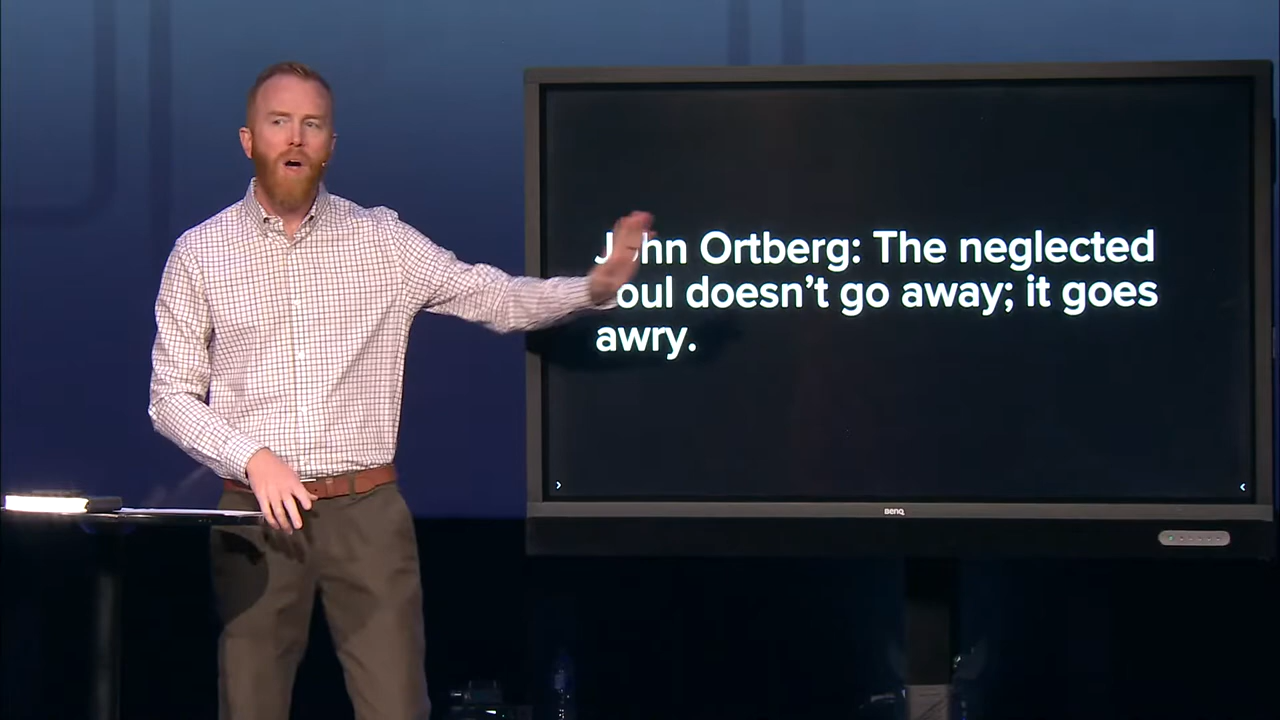 John Ortberg: The neglected
soul doesn't go away; it goes
awry.
BenQ